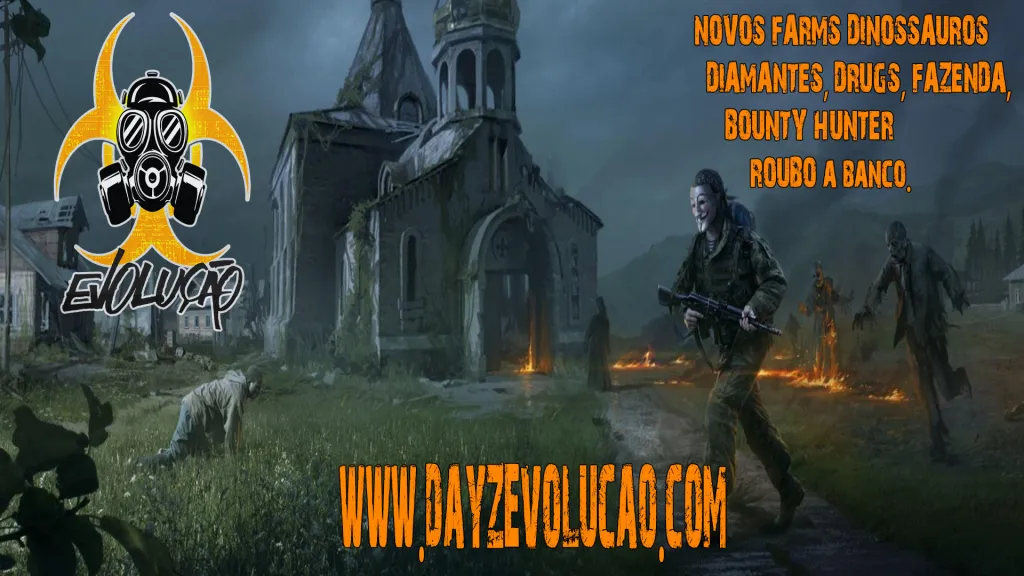 NOVOS FARMS DINOSSAUROS
DIAMANTES, DRUGS, FAZENDA,
BOUNTY HUNTER
ROUBO A BANCO.
EVOLUÇÃO
WWW.DAYZEVOLUCAO.COM